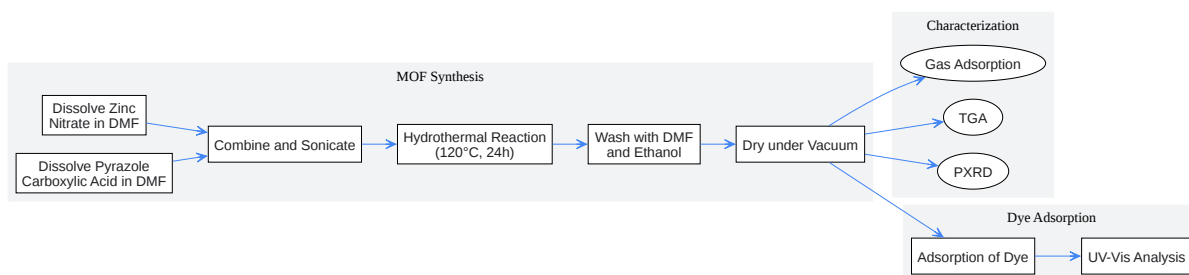 Characterization
Gas Adsorption
MOF Synthesis
Dissolve Zinc
Nitrate in DMF
Combine and Sonicate
Hydrothermal Reaction
(120°C, 24h)
Wash with DMF
and Ethanol
Dry under Vacuum
TGA
Dissolve Pyrazole
Carboxylic Acid in DMF
PXRD
Dye Adsorption
Adsorption of Dye
UV-Vis Analysis